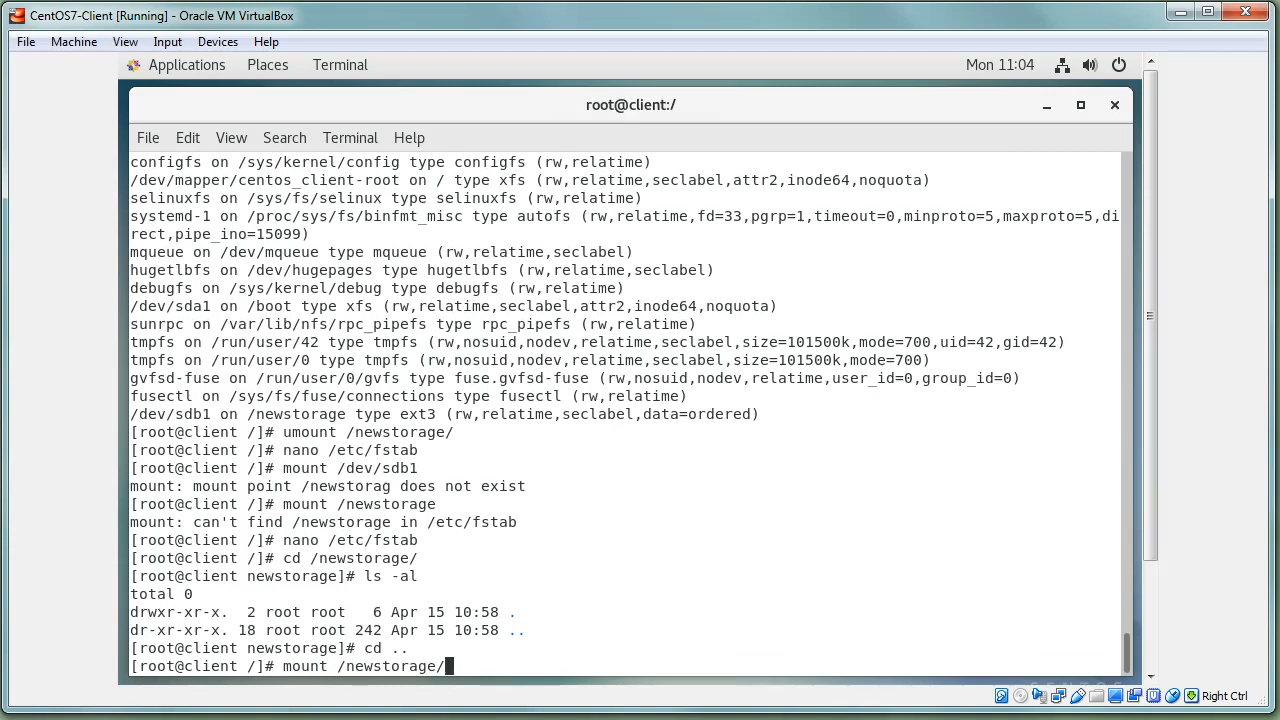 CentOS7-Client [Running] - Oracle VM VirtualBox
File Machine View Input Devices Help
Applications Places Terminal Mon 11:04
root@client:/
File Edit View Search Terminal Help
configfs on /sys/kernel/config type configfs (rw,relatime)
/dev/mapper/centos_client-root on / type xfs (rw,relatime,seclabel,attr2,inode64,noquota)
selinuxfs on /sys/fs/selinux type selinuxfs (rw,relatime)
systemd-1 on /proc/sys/fs/binfmt_misc type autofs (rw,relatime,fd=33,pgrp=1,timeout=0,minproto=5,maxproto=5,di
rect,pipe_ino=15099)
mqueue on /dev/mqueue type mqueue (rw,relatime,seclabel)
hugetlbfs on /dev/hugepages type hugetlbfs (rw,relatime,seclabel)
debugfs on /sys/kernel/debug type debugfs (rw,relatime)
/dev/sda1 on /boot type xfs (rw,relatime,seclabel,attr2,inode64,noquota)
sunrpc on /var/lib/nfs/rpc_pipefs type rpc_pipefs (rw,relatime)
tmpfs on /run/user/42 type tmpfs (rw,nosuid,nodev,relatime,seclabel,size=101500k,mode=700,uid=42,gid=42)
tmpfs on /run/user/0 type tmpfs (rw,nosuid,nodev,relatime,seclabel,size=101500k,mode=700)
gvfsd-fuse on /run/user/0/gvfs type fuse.gvfsd-fuse (rw,nosuid,nodev,relatime,user_id=0,group_id=0)
fusectl on /sys/fs/fuse/connections type fusectl (rw,relatime)
/dev/sdb1 on /newstorage type ext3 (rw,relatime,seclabel,data=ordered)
[root@client /]# umount /newstorage/
[root@client /]# nano /etc/fstab
[root@client /]# mount /dev/sdb1
mount: mount point /newstorag does not exist
[root@client /]# mount /newstorage
mount: can't find /newstorage in /etc/fstab
[root@client /]# nano /etc/fstab
[root@client /]# cd /newstorage/
[root@client newstorage]# ls -al
total 0
drwxr-xr-x.  2 root root   6 Apr 15 10:58 .
dr-xr-xr-x. 18 root root 242 Apr 15 10:58 ..
[root@client newstorage]# cd ..
[root@client /]# mount /newstorage/
Right Ctrl